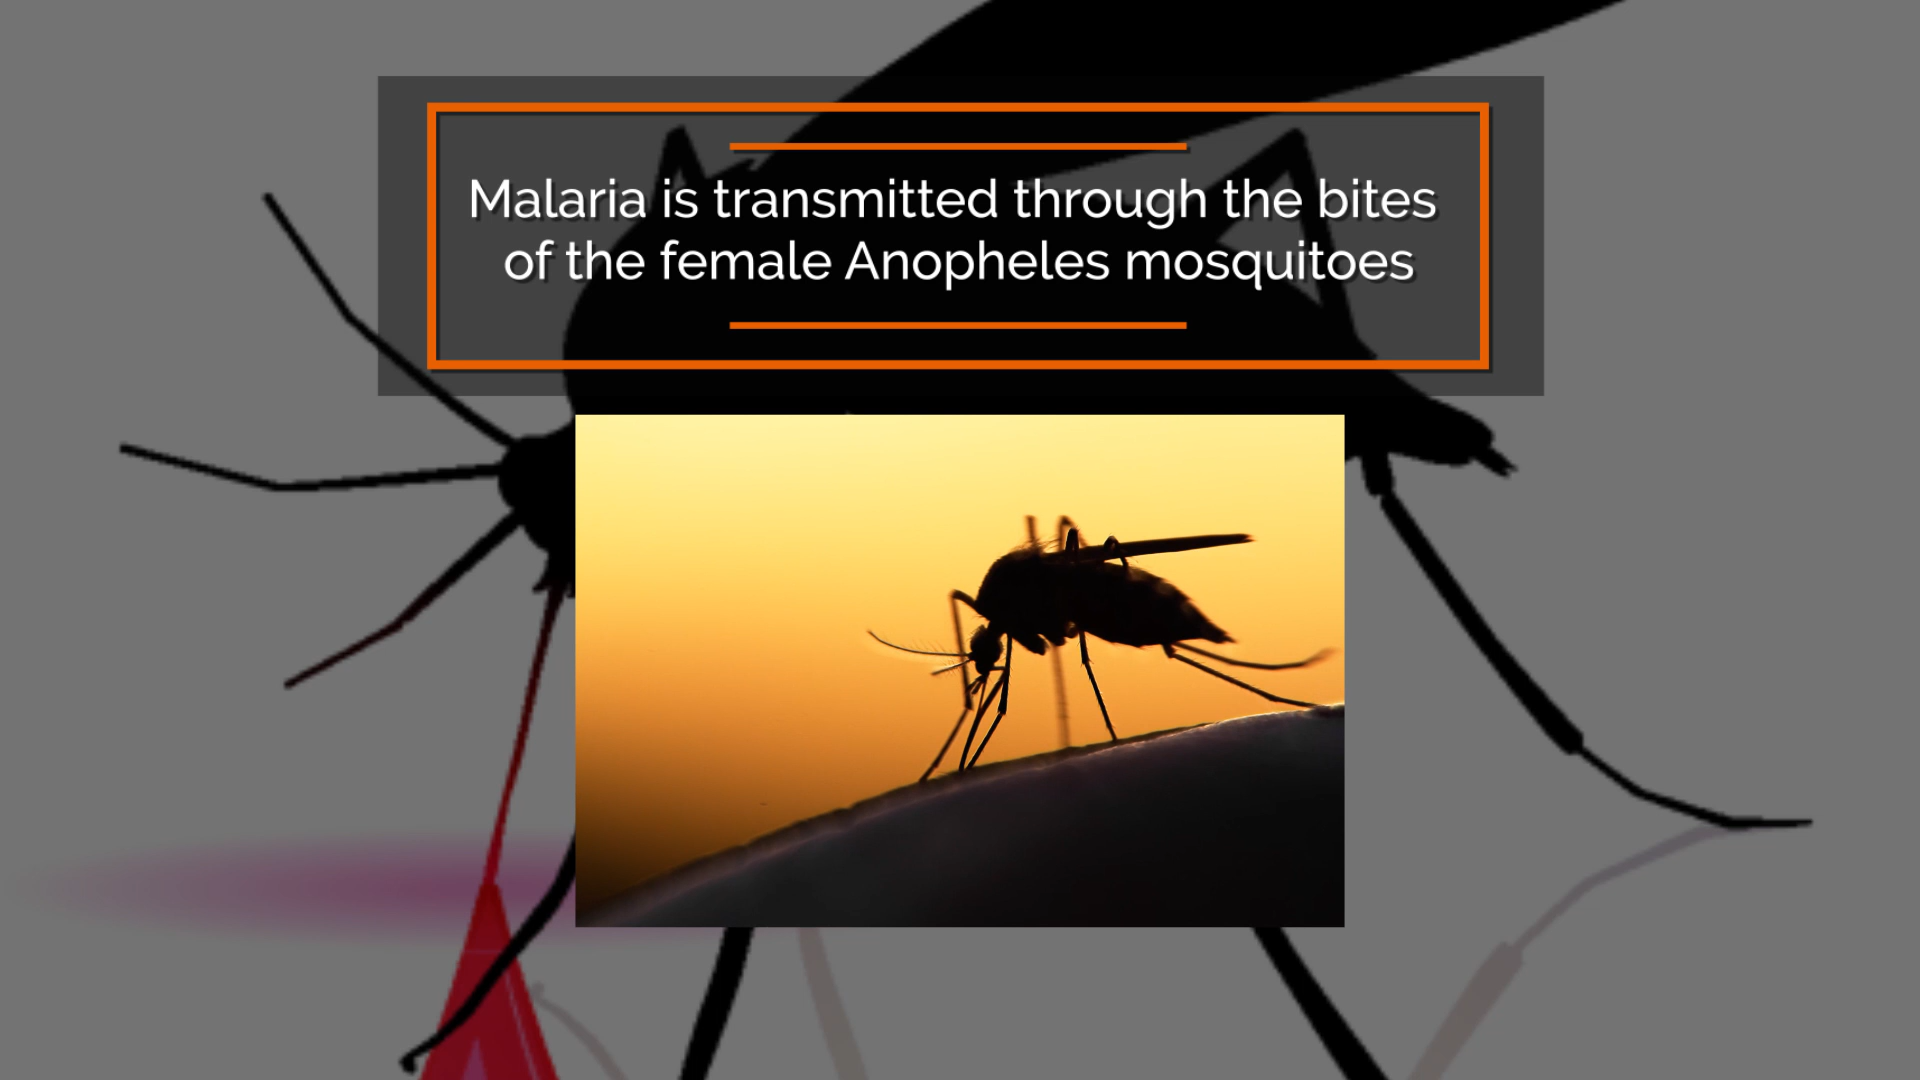 Malaria is transmitted through the bites
of the female Anopheles mosquitoes